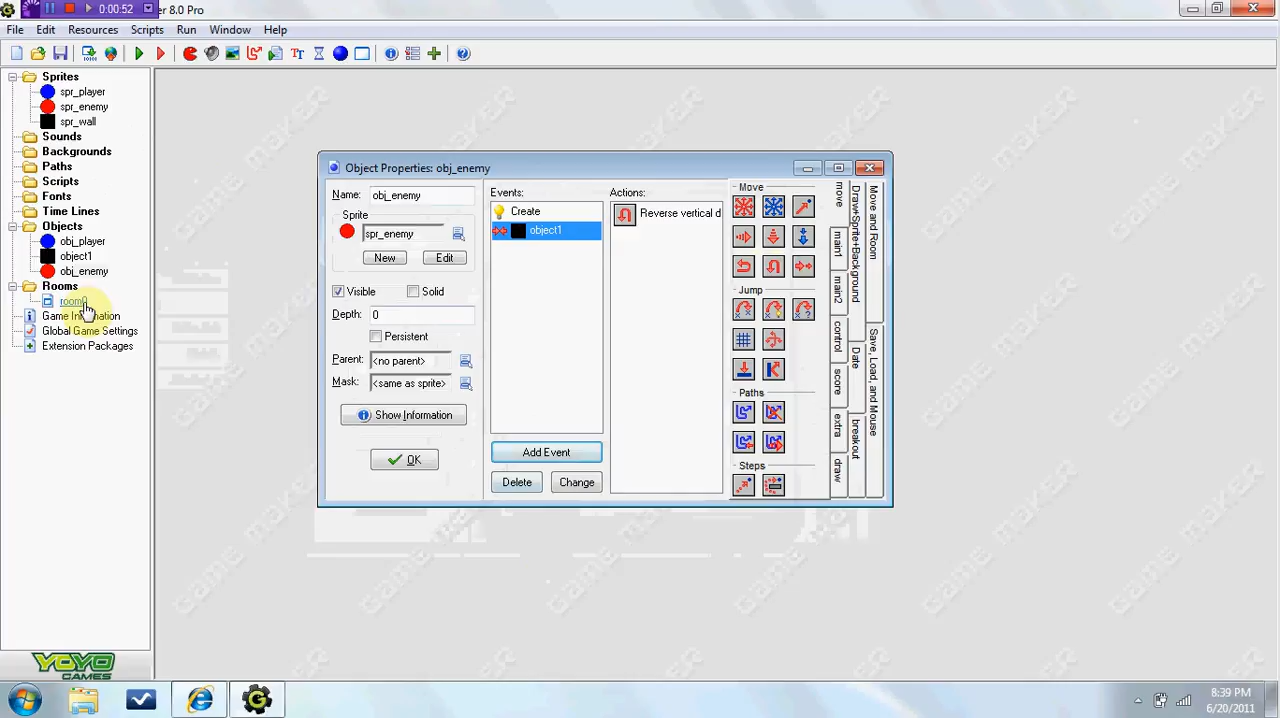 0:00:52
er 8.0 Pro
File Edit Resources Scripts Run Window Help
Sprites
spr_player
spr_enemy
spr_wall
Sounds
Backgrounds
Paths
Scripts
Fonts
Time Lines
Objects
obj_player
object1
obj_enemy
Rooms
room0
Game Information
Global Game Settings
Extension Packages
YOYO
GAMES
Object Properties: obj_enemy
Name: obj_enemy
Sprite
spr_enemy
New Edit
Visible Solid
Depth: 0
Persistent
Parent: <no parent>
Mask: <same as sprite>
Show Information
OK
Events:
Create
object1
Add Event
Delete Change
Actions:
Reverse vertical d
Move
Jump
Paths
Steps
move
main1
main2
control
score
extra
draw
Draw+Sprite+Background
Date
breakout
Move and Room
Save, Load, and Mouse
GAME MAKER
8:39 PM
6/20/2011